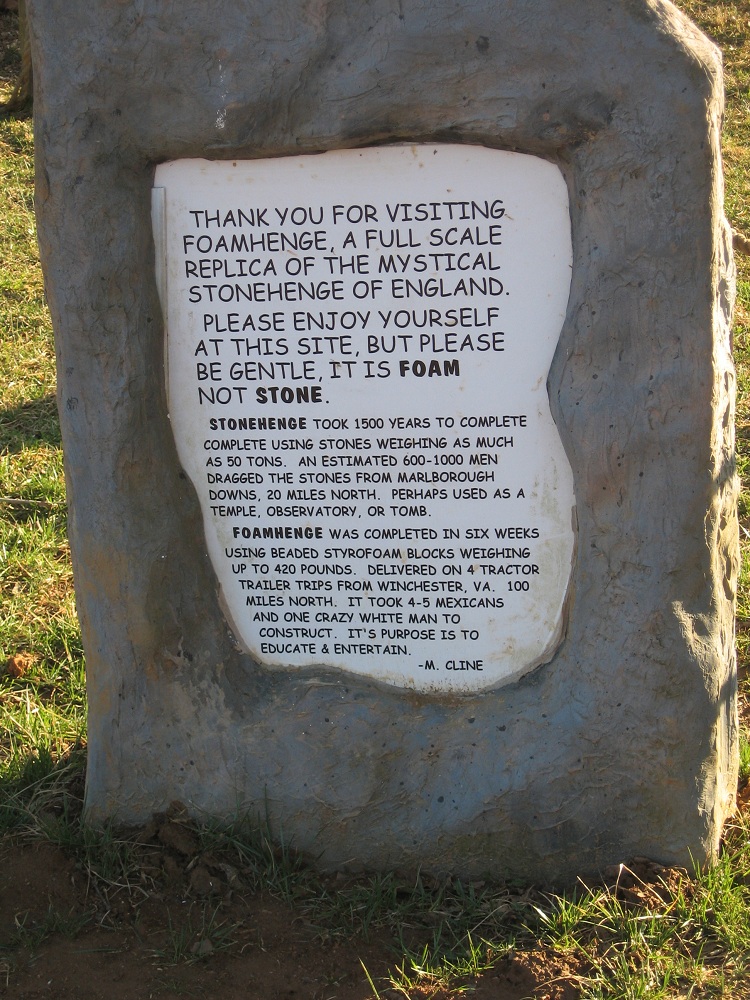 THANK YOU FOR VISITING
FOAMHENGE, A FULL SCALE
REPLICA OF THE MYSTICAL
STONEHENGE OF ENGLAND.
PLEASE ENJOY YOURSELF
AT THIS SITE, BUT PLEASE
BE GENTLE, IT IS FOAM
NOT STONE.
STONEHENGE TOOK 1500 YEARS TO COMPLETE
COMPLETE USING STONES WEIGHING AS MUCH
AS 50 TONS. AN ESTIMATED 600-1000 MEN
DRAGGED THE STONES FROM MARLBOROUGH
DOWNS, 20 MILES NORTH. PERHAPS USED AS A
TEMPLE, OBSERVATORY, OR TOMB.
FOAMHENGE WAS COMPLETED IN SIX WEEKS
USING BEADED STYROFOAM BLOCKS WEIGHING
UP TO 420 POUNDS. DELIVERED ON 4 TRACTOR
TRAILER TRIPS FROM WINCHESTER, VA. 100
MILES NORTH. IT TOOK 4-5 MEXICANS
AND ONE CRAZY WHITE MAN TO
CONSTRUCT. IT'S PURPOSE IS TO
EDUCATE & ENTERTAIN.
-M. CLINE